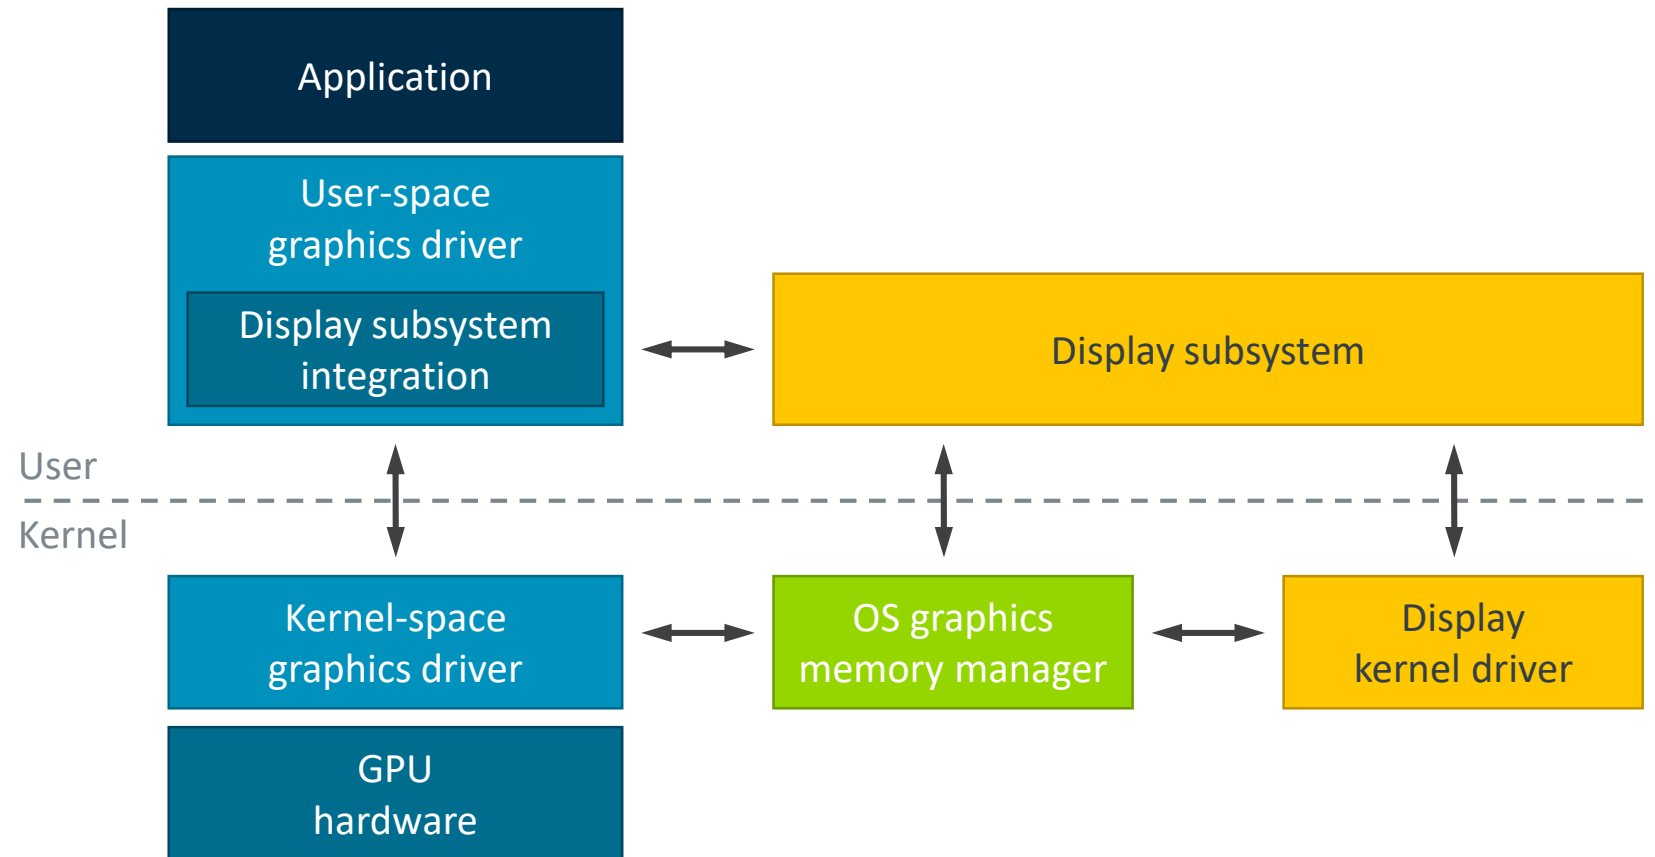 Application
User-space
graphics driver
Display subsystem
integration
Display subsystem
User
Kernel
Kernel-space
graphics driver
OS graphics
memory manager
Display
kernel driver
GPU
hardware